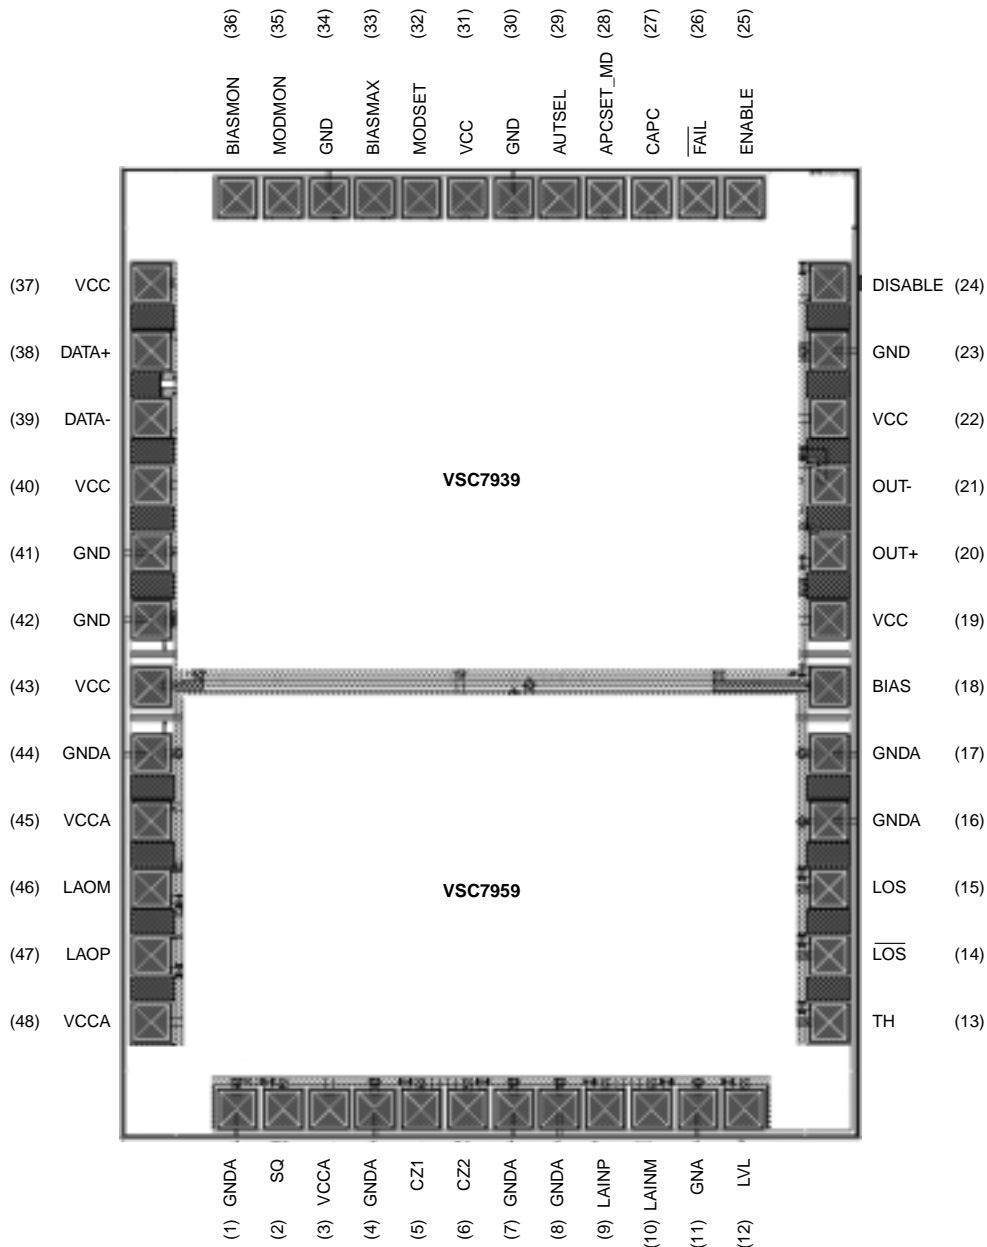 (36) (35) (34) (33) (32) (31) (30) (29) (28) (27) (26) (25)
BIASMON MODMON GND BIASMAX MODSET VCC GND AUTSEL APCSET_MD CAPC FAIL ENABLE
(37) VCC
DISABLE (24)
(38) DATA+
GND (23)
(39) DATA-
VCC (22)
VSC7939
(40) VCC
OUT- (21)
(41) GND
OUT+ (20)
(42) GND
VCC (19)
(43) VCC
BIAS (18)
(44) GNDA
GNDA (17)
(45) VCCA
GNDA (16)
(46) LAOM
VSC7959
LOS (15)
(47) LAOP
LOS (14)
(48) VCCA
TH (13)
GNDA SQ VCCA GNDA CZ1 CZ2 GNDA GNDA LAINP LAINM GNA LVL
(1) (2) (3) (4) (5) (6) (7) (8) (9) (10) (11) (12)